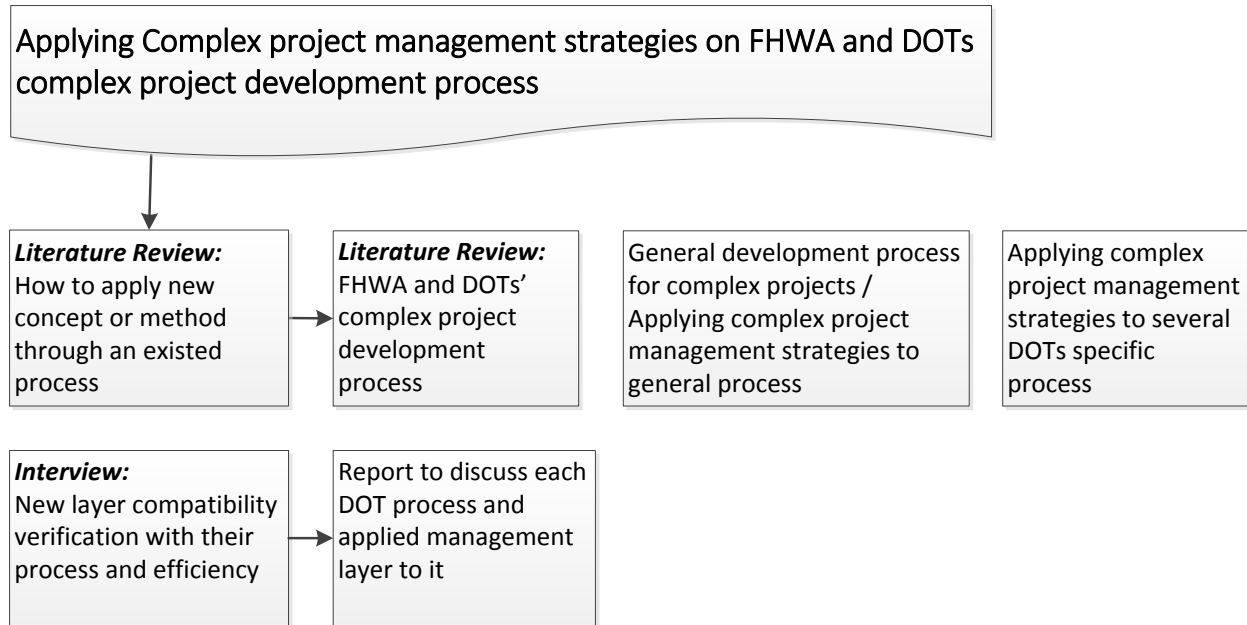 Applying Complex project management strategies on FHWA and DOTs
complex project development process
Literature Review:
How to apply new
concept or method
through an existed
process
Literature Review:
FHWA and DOTs’
complex project
development
process
General development process
for complex projects /
Applying complex project
management strategies to
general process
Applying complex
project management
strategies to several
DOTs specific
process
Interview:
New layer compatibility
verification with their
process and efficiency
Report to discuss each
DOT process and
applied management
layer to it